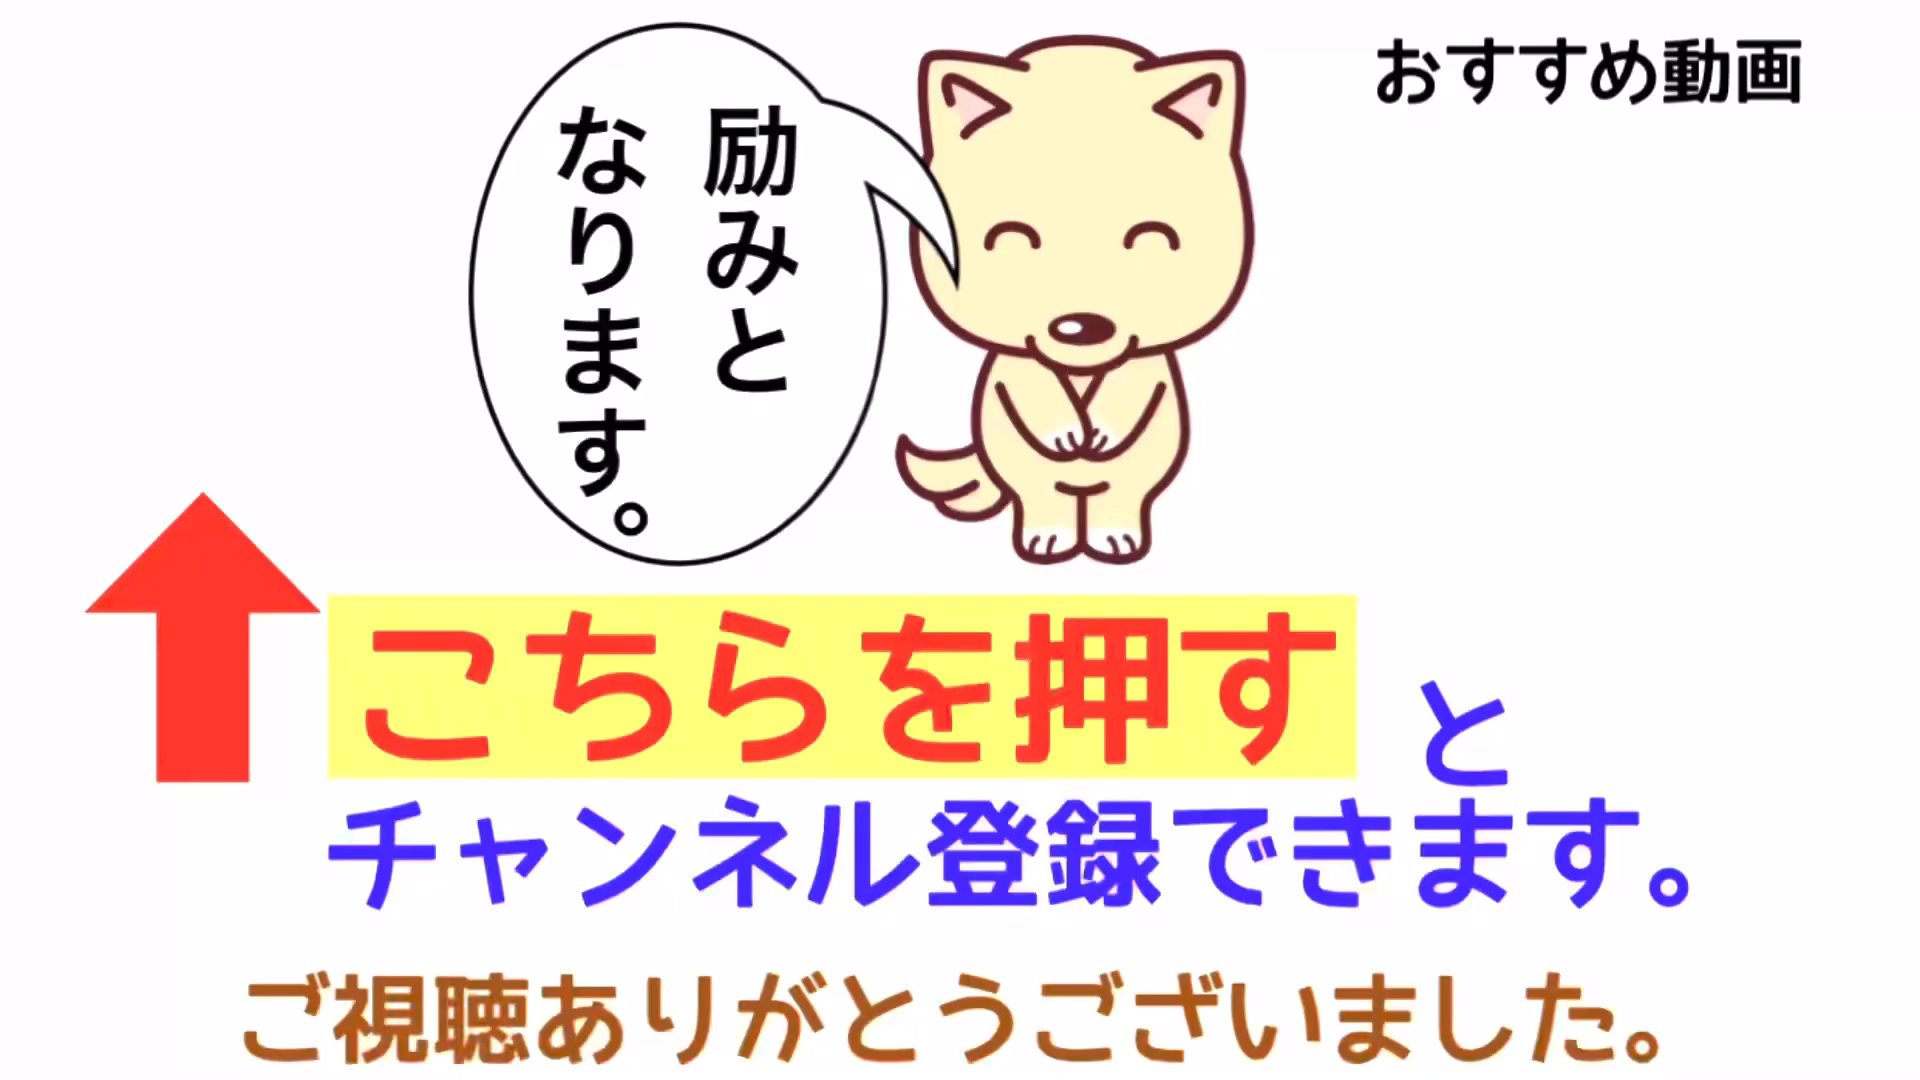 おすすめ動画
励みと
なります。
こちらを押す
と
チャンネル登録できます。
ご視聴ありがとうございました。